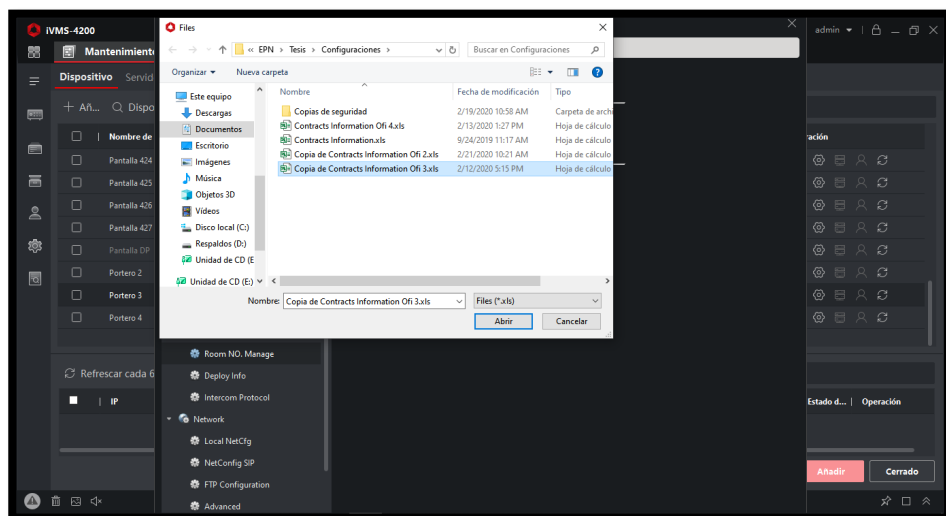 iVMS-4200
Files
admin
Mantenimiento
« EPN > Tesis > Configuraciones >
Buscar en Configuraciones
Dispositivo Servid
Organizar Nueva carpeta
+ Añ... Dispo
Este equipo
Descargas
Documentos
Escritorio
Imágenes
Música
Objetos 3D
Vídeos
Disco local (C:)
Respaldos (D:)
Unidad de CD (E
Unidad de CD (E:)
Nombre Fecha de modificación Tipo
Copias de seguridad 2/19/2020 10:58 AM Carpeta de archi
Contracts Information Ofi 4.xls 2/13/2020 1:27 PM Hoja de cálculo
Contracts Information.xls 9/24/2019 11:17 AM Hoja de cálculo
Copia de Contracts Information Ofi 2.xls 2/21/2020 10:21 AM Hoja de cálculo
Copia de Contracts Information Ofi 3.xls 2/12/2020 5:15 PM Hoja de cálculo
Nombre: Copia de Contracts Information Ofi 3.xls Files (*.xls)
Abrir Cancelar
Nombre de
ración
Pantalla 424
Pantalla 425
Pantalla 426
Pantalla 427
Pantalla DP
Portero 2
Portero 3
Portero 4
Room NO. Manage
Deploy Info
Intercom Protocol
Network
Local NetCfg
NetConfig SIP
FTP Configuration
Advanced
Refrescar cada 6
IP
Estado d... | Operación
Añadir Cerrado